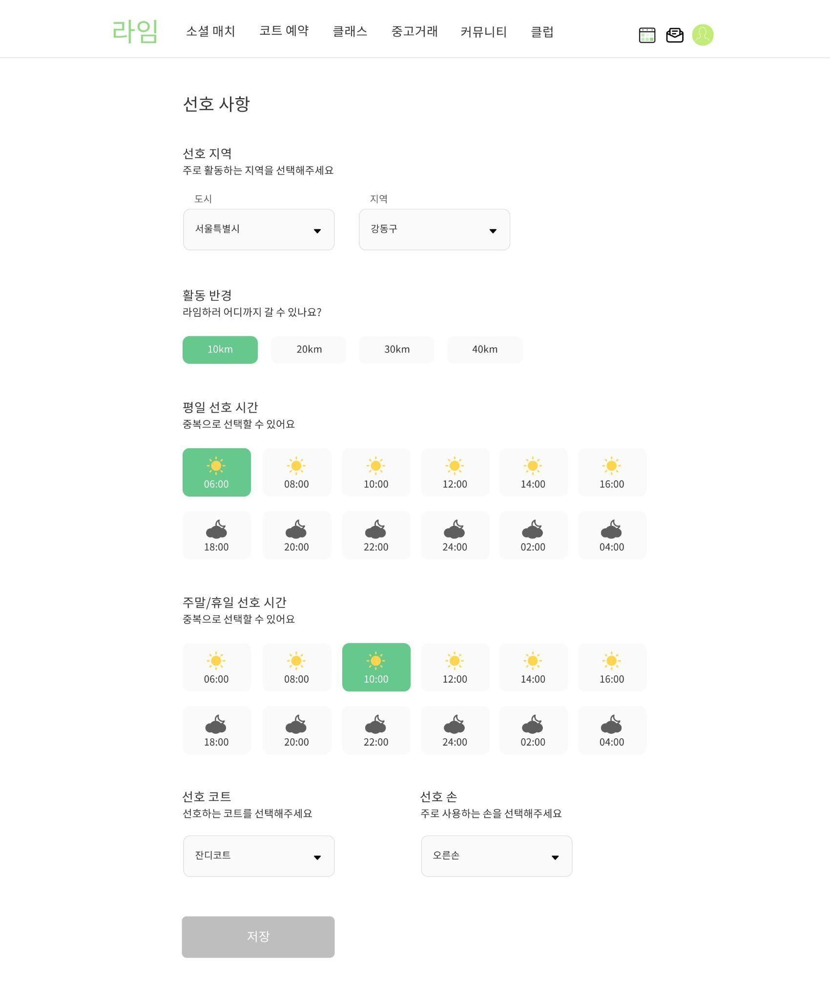 라임 소셜 매치 코트 예약 클래스 중고거래 커뮤니티 클럽
선호 사항
선호 지역
주로 활동하는 지역을 선택해주세요
도시 지역
서울특별시 강동구
활동 반경
라임하러 어디까지 갈 수 있나요?
10km 20km 30km 40km
평일 선호 시간
중복으로 선택할 수 있어요
06:00 08:00 10:00 12:00 14:00 16:00
18:00 20:00 22:00 24:00 02:00 04:00
주말/휴일 선호 시간
중복으로 선택할 수 있어요
06:00 08:00 10:00 12:00 14:00 16:00
18:00 20:00 22:00 24:00 02:00 04:00
선호 코트 선호 손
선호하는 코트를 선택해주세요 주로 사용하는 손을 선택해주세요
잔디코트 오른손
저장